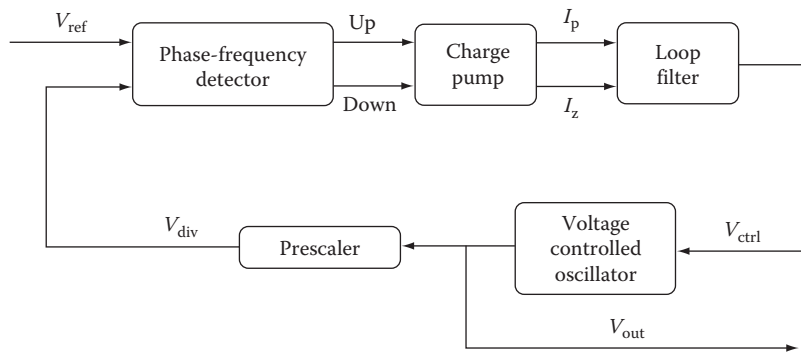 V_ref
Up
I_p
Phase-frequency
detector
Charge
pump
Loop
filter
Down
I_z
V_div
Prescaler
Voltage
controlled
oscillator
V_ctrl
V_out